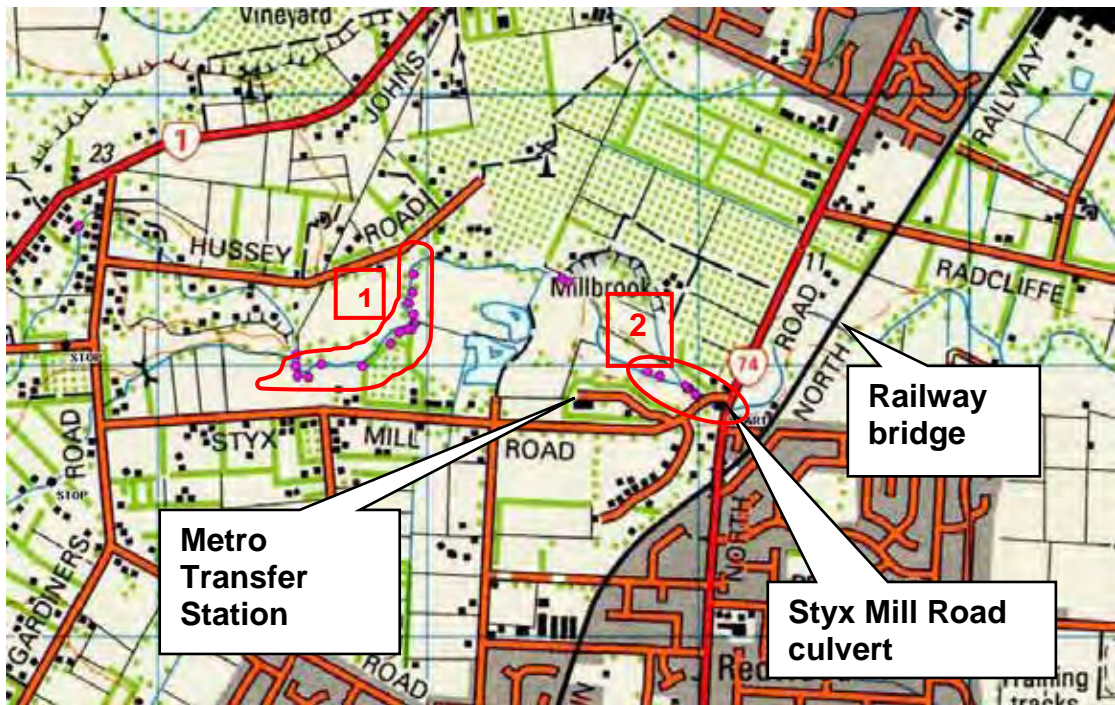 Vineyard
JOHNS
1
23
HUSSEY
ROAD
1
RAILWAY
Millbrook
2
11
RADCLIFFE
ROAD
74
NORTH
STOP
ROAD
STYX
MILL
ROAD
STOP
GARDINERS
Railway
bridge
Metro
Transfer
Station
NORTH
Styx Mill Road
culvert
ROAD
Training
tracks